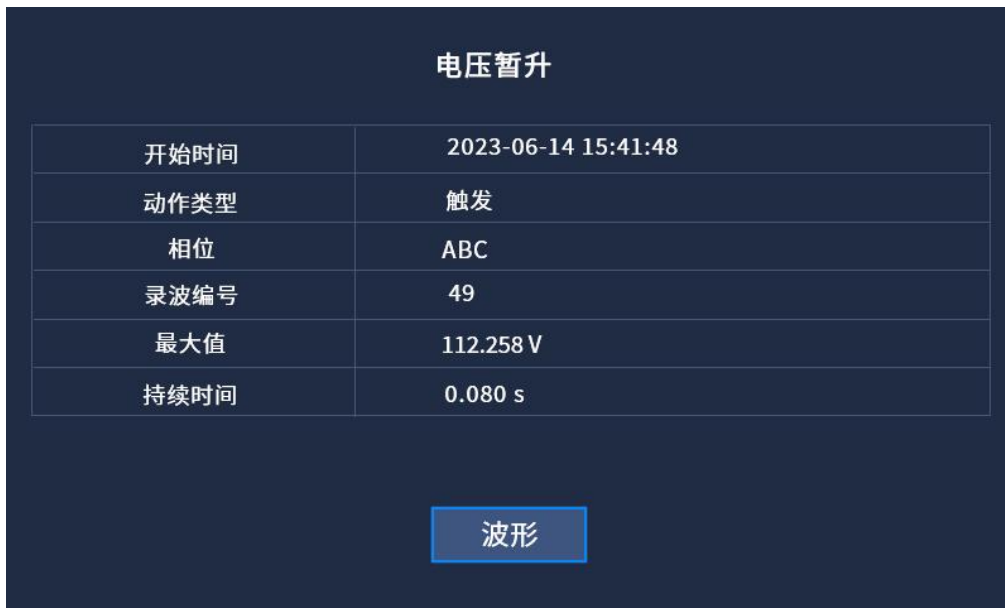 电压暂升
开始时间 2023-06-14 15:41:48
动作类型 触发
相位 ABC
录波编号 49
最大值 112.258 V
持续时间 0.080 s
波形